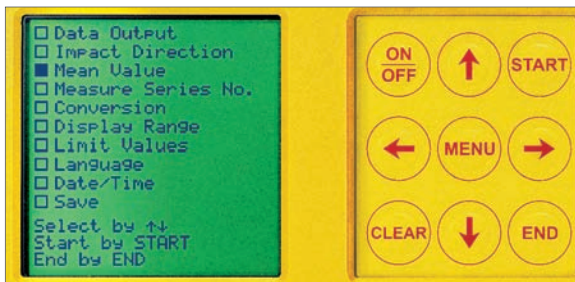 Data Output
Impact Direction
Mean Value
Measure Series No.
Conversion
Display Range
Limit Values
Language
Date/Time
Save
Select by ↑↓
Start by START
End by END
ON
OFF
START
MENU
CLEAR
END